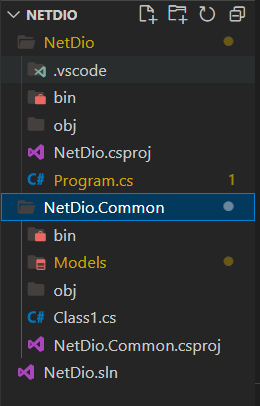 NETDIO
NetDio
.vscode
bin
obj
NetDio.csproj
Program.cs 1
NetDio.Common
bin
Models
obj
Class1.cs
NetDio.Common.csproj
NetDio.sln